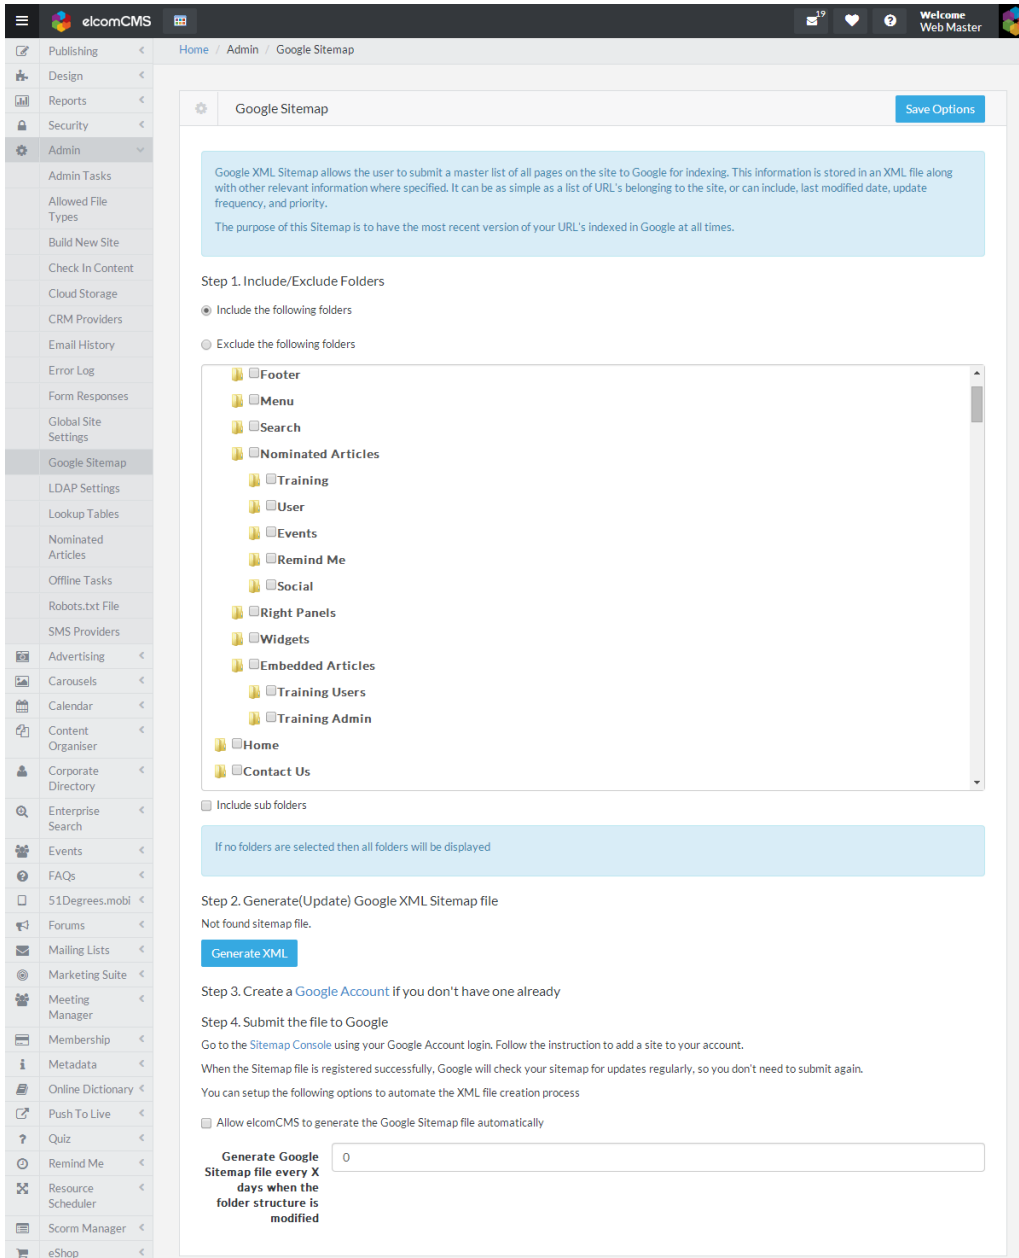 elcomCMS
19
Welcome
Web Master
Home / Admin / Google Sitemap
Publishing
Design
Reports
Security
Admin
Admin Tasks
Allowed File
Types
Build New Site
Check In Content
Cloud Storage
CRM Providers
Email History
Error Log
Form Responses
Global Site
Settings
Google Sitemap
LDAP Settings
Lookup Tables
Nominated
Articles
Offline Tasks
Robots.txt File
SMS Providers
Advertising
Carousels
Calendar
Content
Organiser
Corporate
Directory
Enterprise
Search
Events
FAQs
51Degrees.mobi
Forums
Mailing Lists
Marketing Suite
Meeting
Manager
Membership
Metadata
Online Dictionary
Push To Live
Quiz
Remind Me
Resource
Scheduler
Scorm Manager
eShop
Google Sitemap
Save Options
Google XML Sitemap allows the user to submit a master list of all pages on the site to Google for indexing. This information is stored in an XML file along
with other relevant information where specified. It can be as simple as a list of URL's belonging to the site, or can include, last modified date, update
frequency, and priority.
The purpose of this Sitemap is to have the most recent version of your URL's indexed in Google at all times.
Step 1. Include/Exclude Folders
Include the following folders
Exclude the following folders
Footer
Menu
Search
Nominated Articles
Training
User
Events
Remind Me
Social
Right Panels
Widgets
Embedded Articles
Training Users
Training Admin
Home
Contact Us
Include sub folders
If no folders are selected then all folders will be displayed
Step 2. Generate(Update) Google XML Sitemap file
Not found sitemap file.
Generate XML
Step 3. Create a Google Account if you don't have one already
Step 4. Submit the file to Google
Go to the Sitemap Console using your Google Account login. Follow the instruction to add a site to your account.
When the Sitemap file is registered successfully, Google will check your sitemap for updates regularly, so you don't need to submit again.
You can setup the following options to automate the XML file creation process
Allow elcomCMS to generate the Google Sitemap file automatically
Generate Google
Sitemap file every X
days when the
folder structure is
modified
0